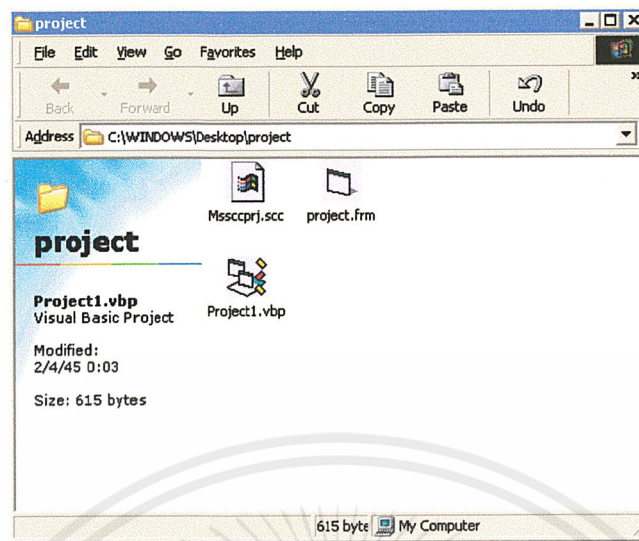 project
File Edit View Go Favorites Help
Back Forward Up Cut Copy Paste Undo
Address C:\WINDOWS\Desktop\project
Mssccprj.scc project.frm
project
Project1.vbp
Visual Basic Project
Project1.vbp
Modified:
2/4/45 0:03
Size: 615 bytes
615 byte My Computer